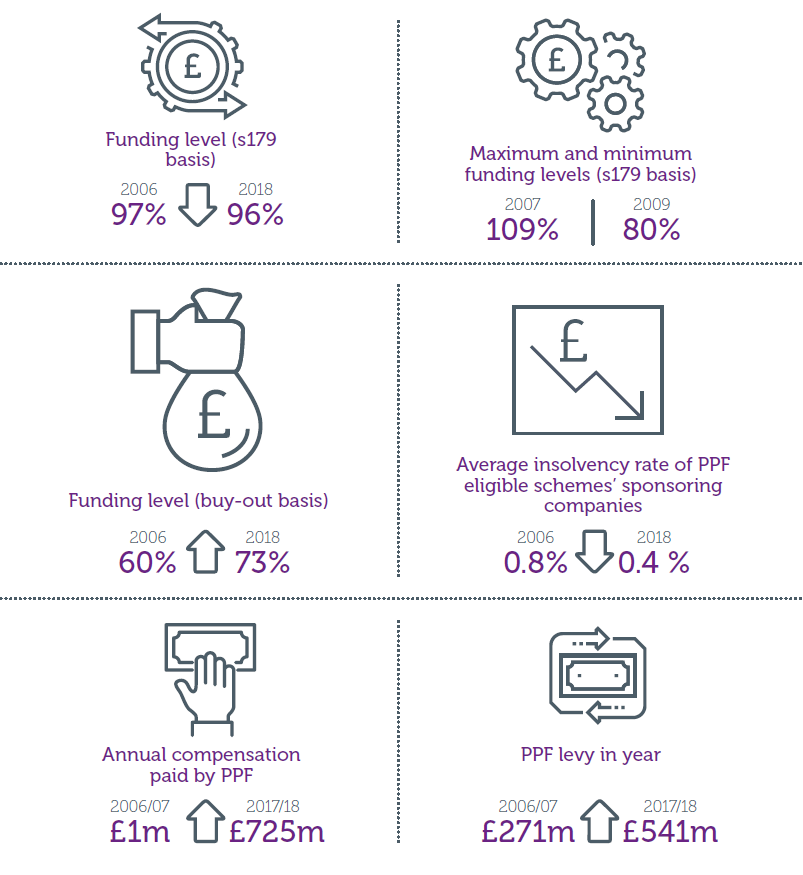 £
Funding level (s179
basis)
2006 2018
97% 96%
£
Maximum and minimum
funding levels (s179 basis)
2007 2009
109% 80%
£
Funding level (buy-out basis)
2006 2018
60% 73%
£
Average insolvency rate of PPF
eligible schemes’ sponsoring
companies
2006 2018
0.8% 0.4 %
Annual compensation
paid by PPF
2006/07 2017/18
£1m £725m
PPF levy in year
2006/07 2017/18
£271m £541m